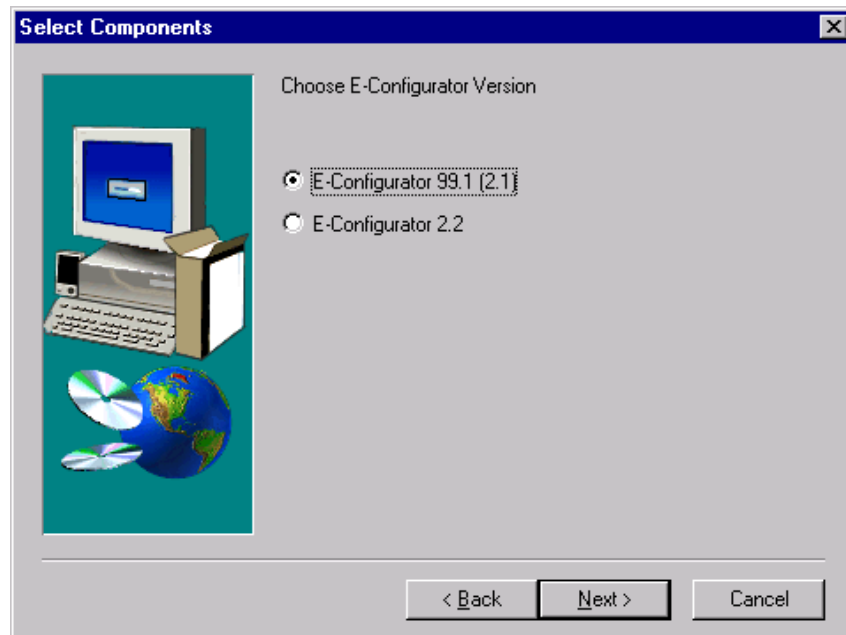 Select Components
Choose E-Configurator Version
E-Configurator 99.1 (2.1)
E-Configurator 2.2
< Back
Next >
Cancel